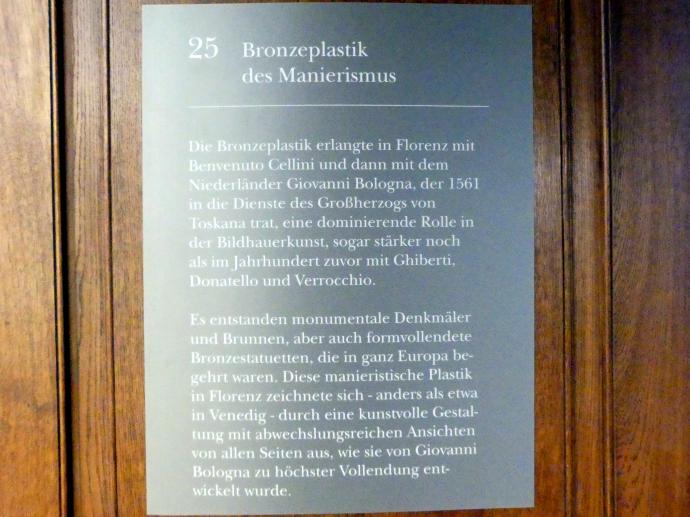 25 Bronzeplastik
des Manierismus
Die Bronzeplastik erlangte in Florenz mit
Benvenuto Cellini und dann mit dem
Niederländer Giovanni Bologna, der 1561
in die Dienste des Großherzogs von
Toskana trat, eine dominierende Rolle in
der Bildhauerkunst, sogar stärker noch
als im Jahrhundert zuvor mit Ghiberti,
Donatello und Verrocchio.
Es entstanden monumentale Denkmäler
und Brunnen, aber auch formvollendete
Bronzestatuetten, die in ganz Europa be-
gehrt waren. Diese manieristische Plastik
in Florenz zeichnete sich - anders als etwa
in Venedig - durch eine kunstvolle Gestal-
tung mit abwechslungsreichen Ansichten
von allen Seiten aus, wie sie von Giovanni
Bologna zu höchster Vollendung ent-
wickelt wurde.